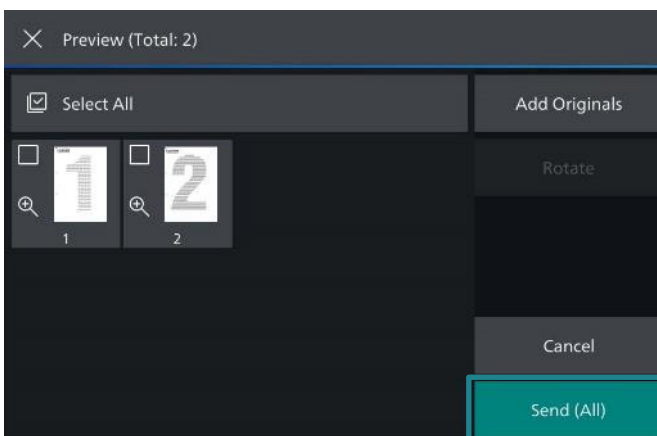 Preview (Total: 2)
Select All
Add Originals
Rotate
1
2
1
2
Cancel
Send (All)